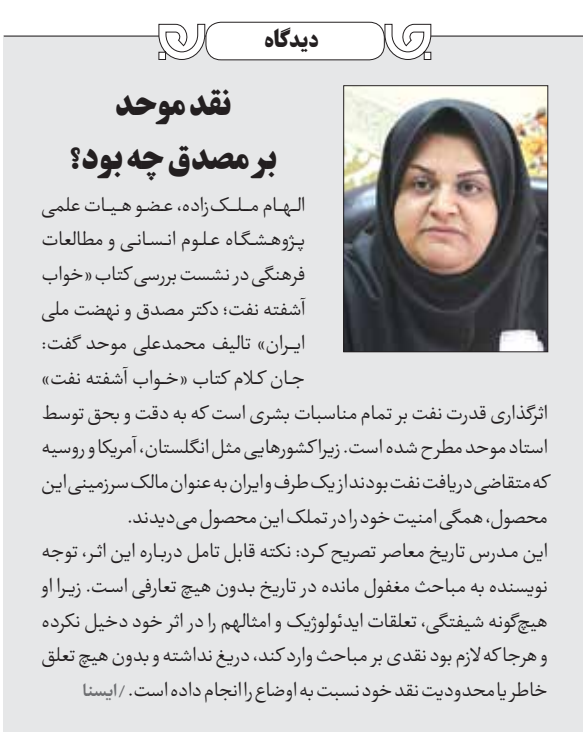 دیدگاه
نقد موحد
بر مصدق چه بود؟
الهام ملک‌زاده، عضو هیات علمی
پژوهشگاه علوم انسانی و مطالعات
فرهنگی در نشست بررسی کتاب «خواب
آشفته نفت؛ دکتر مصدق و نهضت ملی
ایران» تالیف محمدعلی موحد گفت:
جان کلام کتاب «خواب آشفته نفت»
اثرگذاری قدرت نفت بر تمام مناسبات بشری است که به دقت و بحق توسط
استاد موحد مطرح شده است. زیرا کشورهایی مثل انگلستان، آمریکا و روسیه
که متقاضی دریافت نفت بودند از یک طرف و ایران به عنوان مالک سرزمینی این
محصول، همگی امنیت خود را در تملک این محصول می‌دیدند.
این مدرس تاریخ معاصر تصریح کرد: نکته قابل تامل درباره این اثر، توجه
نویسنده به مباحث مغفول مانده در تاریخ بدون هیچ تعارفی است. زیرا او
هیچ‌گونه شیفتگی، تعلقات ایدئولوژیک و امثالهم را در اثر خود دخیل نکرده
و هرجا که لازم بود نقدی بر مباحث وارد کند، دریغ نداشته و بدون هیچ تعلق
خاطر یا محدودیت نقد خود نسبت به اوضاع را انجام داده است. /ایسنا